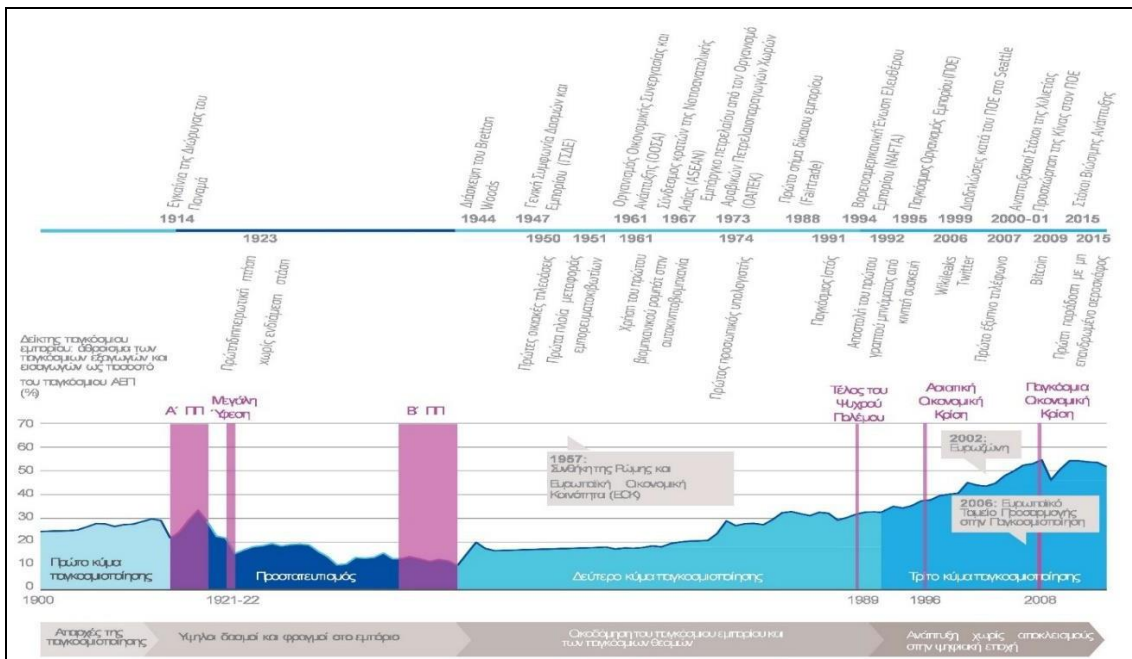 Εγκαίνια της Διώρυγας του
Παναμά
Διάσκεψη του Bretton
Woods
Γενική Συμφωνία Δασμών και
Εμπορίου (ΓΣΔΕ)
Οργανισμός Οικονομικής Συνεργασίας και
Ανάπτυξης (ΟΟΣΑ)
Σύνδεσμος κρατών της Νοτιοανατολικής
Ασίας (ASEAN)
Εμπάργκο πετρελαίου από τον Οργανισμό
Αραβικών Πετρελαιοπαραγωγών Χωρών
(ΟΑΠΕΚ)
Πρώτο σήμα δίκαιου εμπορίου
(Fairtrade)
Βορειοαμερικανική Ένωση Ελευθέρου
Εμπορίου (NAFTA)
Παγκόσμιος Οργανισμός Εμπορίου (ΠΟΕ)
Διαδηλώσεις κατά του ΠΟΕ στο Seattle
Αναπτυξιακοί Στόχοι της Χιλιετίας
Προσχώρηση της Κίνας στον ΠΟΕ
Στόχοι Βιώσιμης Ανάπτυξης
1914 1944 1947 1961 1967 1973 1988 1994 1995 1999 2000-01 2015
1923 1950 1951 1961 1974 1991 1992 2006 2007 2009 2015
Πρώτη διηπειρωτική πτήση
χωρίς ενδιάμεση στάση
Πρώτες οικιακές τηλεοράσεις
Πρώτα πλοία μεταφοράς
εμπορευματοκιβωτίων
Χρήση του πρώτου
βιομηχανικού ρομπότ στην
αυτοκινητοβιομηχανία
Πρώτος προσωπικός υπολογιστής
Παγκόσμιος Ιστός
Αποστολή του πρώτου
γραπτού μηνύματος από
κινητή συσκευή
Wikileaks
Twitter
Πρώτο έξυπνο τηλέφωνο
Bitcoin
Πρώτη παράδοση με μη
επανδρωμένο αεροσκάφος
Δείκτης παγκόσμιου
εμπορίου: άθροισμα των
παγκόσμιων εξαγωγών και
εισαγωγών ως ποσοστό
του παγκόσμιου ΑΕΠ
(%)
Α΄ ΠΠ
Μεγάλη
Ύφεση
Β΄ ΠΠ
Τέλος του
Ψυχρού
Πολέμου
Ασιατική
Οικονομική
Κρίση
Παγκόσμια
Οικονομική
Κρίση
70
60
50
40
30
20
10
0
1957:
Συνθήκη της Ρώμης και
Ευρωπαϊκή Οικονομική
Κοινότητα (ΕΟΚ)
2002:
Ευρωζώνη
2006: Ευρωπαϊκό
Ταμείο Προσαρμογής
στην Παγκοσμιοποίηση
Πρώτο κύμα
παγκοσμιοποίησης
Προστατευτισμός
Δεύτερο κύμα παγκοσμιοποίησης
Τρίτο κύμα παγκοσμιοποίησης
1900 1921-22 1989 1996 2008
Απαρχές της
παγκοσμιοποίησης
Υψηλοί δασμοί και φραγμοί στο εμπόριο
Οικοδόμηση του παγκόσμιου εμπορίου και
των παγκόσμιων θεσμών
Ανάπτυξη χωρίς αποκλεισμούς
στην ψηφιακή εποχή